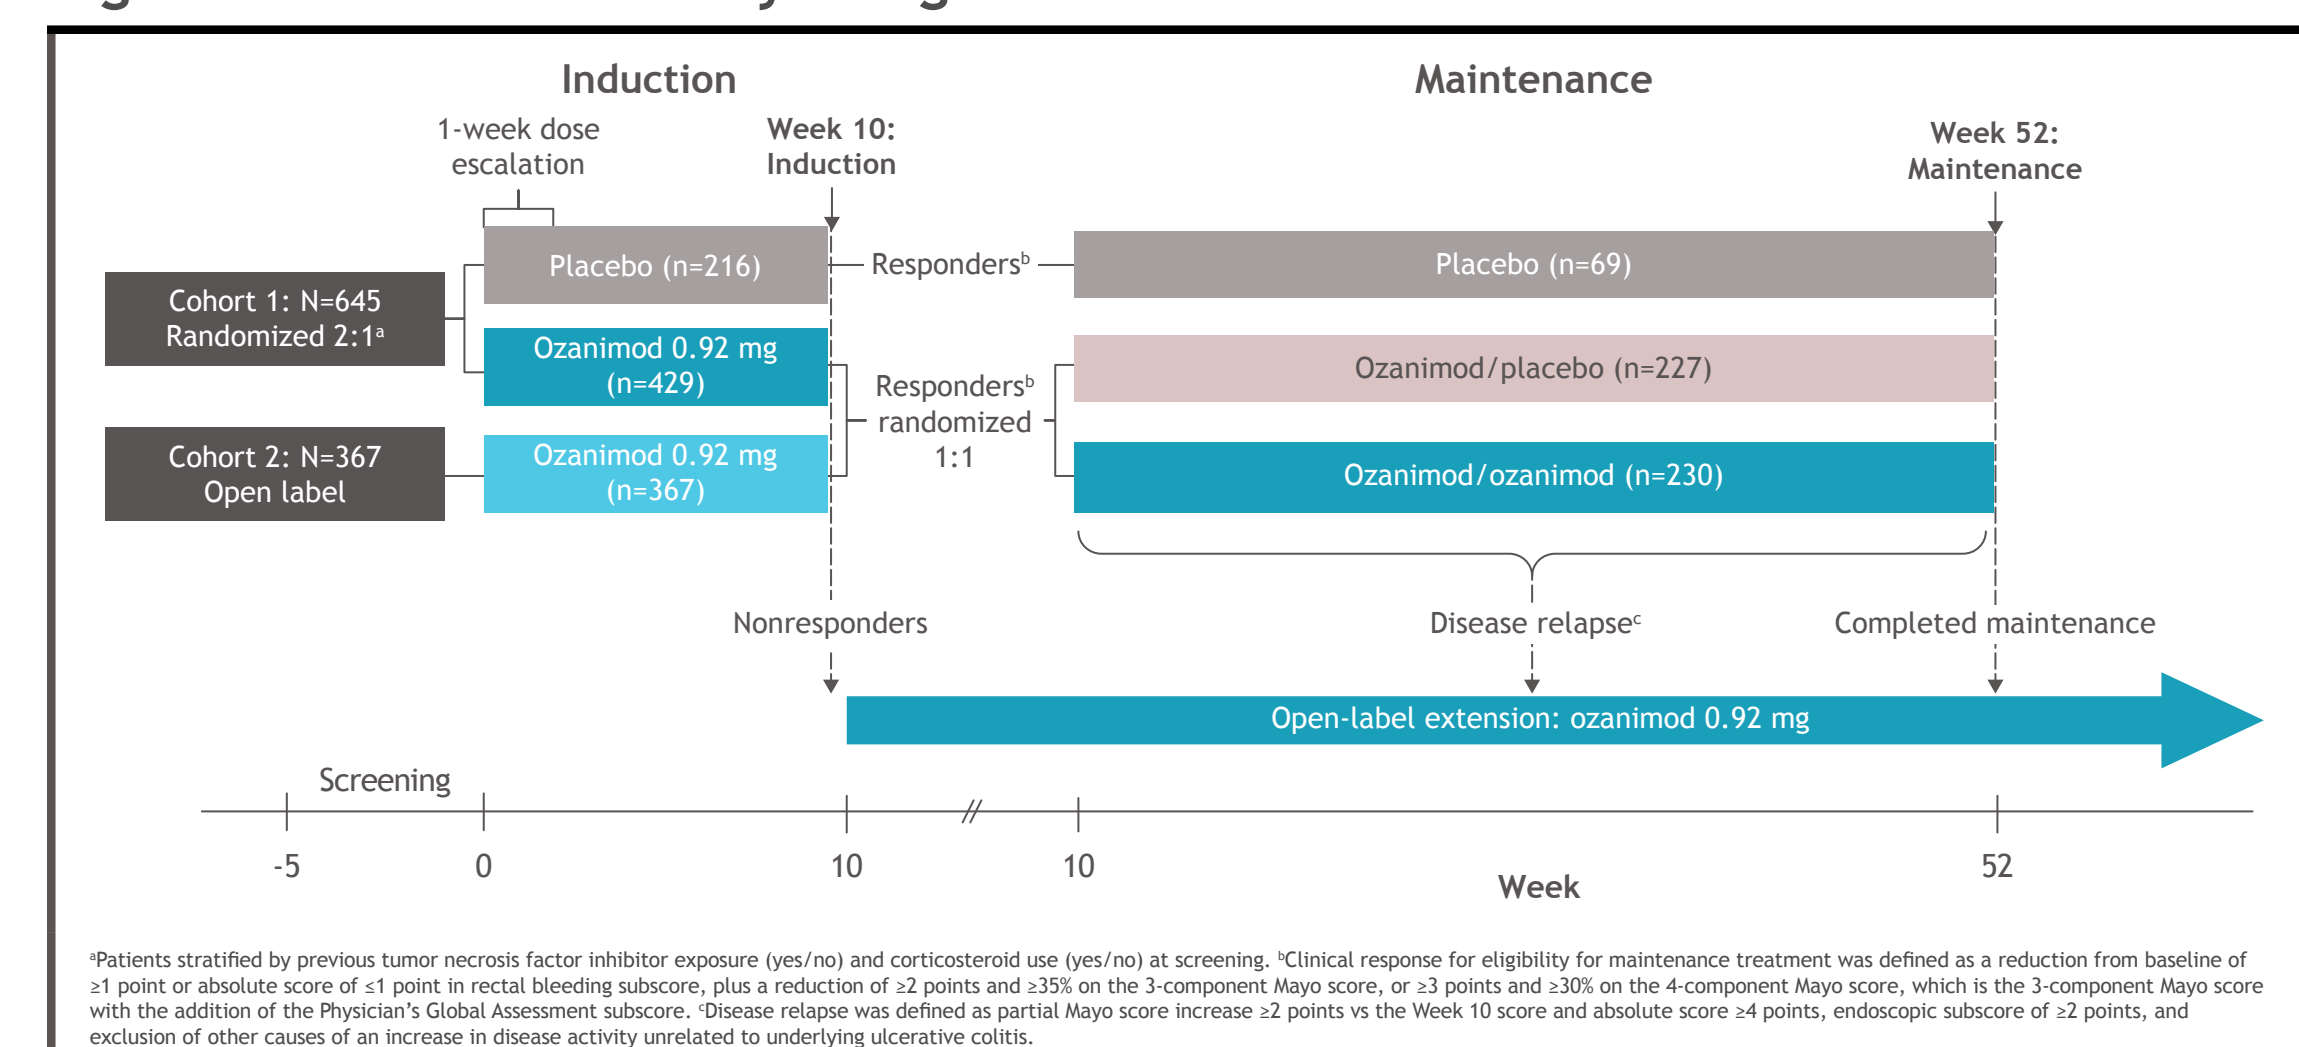 Induction
Maintenance
1-week dose
escalation
Week 10:
Induction
Week 52:
Maintenance
Placebo (n=216)
Respondersᵇ
Placebo (n=69)
Cohort 1: N=645
Randomized 2:1ᵃ
Ozanimod 0.92 mg
(n=429)
Respondersᵇ
randomized
1:1
Ozanimod/placebo (n=227)
Cohort 2: N=367
Open label
Ozanimod 0.92 mg
(n=367)
Ozanimod/ozanimod (n=230)
Nonresponders
Disease relapseᶜ
Completed maintenance
Open-label extension: ozanimod 0.92 mg
Screening
-5
0
10
10
52
Week
ᵃPatients stratified by previous tumor necrosis factor inhibitor exposure (yes/no) and corticosteroid use (yes/no) at screening. ᵇClinical response for eligibility for maintenance treatment was defined as a reduction from baseline of
≥1 point or absolute score of ≤1 point in rectal bleeding subscore, plus a reduction of ≥2 points and ≥35% on the 3-component Mayo score, or ≥3 points and ≥30% on the 4-component Mayo score, which is the 3-component Mayo score
with the addition of the Physician’s Global Assessment subscore. ᶜDisease relapse was defined as partial Mayo score increase ≥2 points vs the Week 10 score and absolute score ≥4 points, endoscopic subscore of ≥2 points, and
exclusion of other causes of an increase in disease activity unrelated to underlying ulcerative colitis.